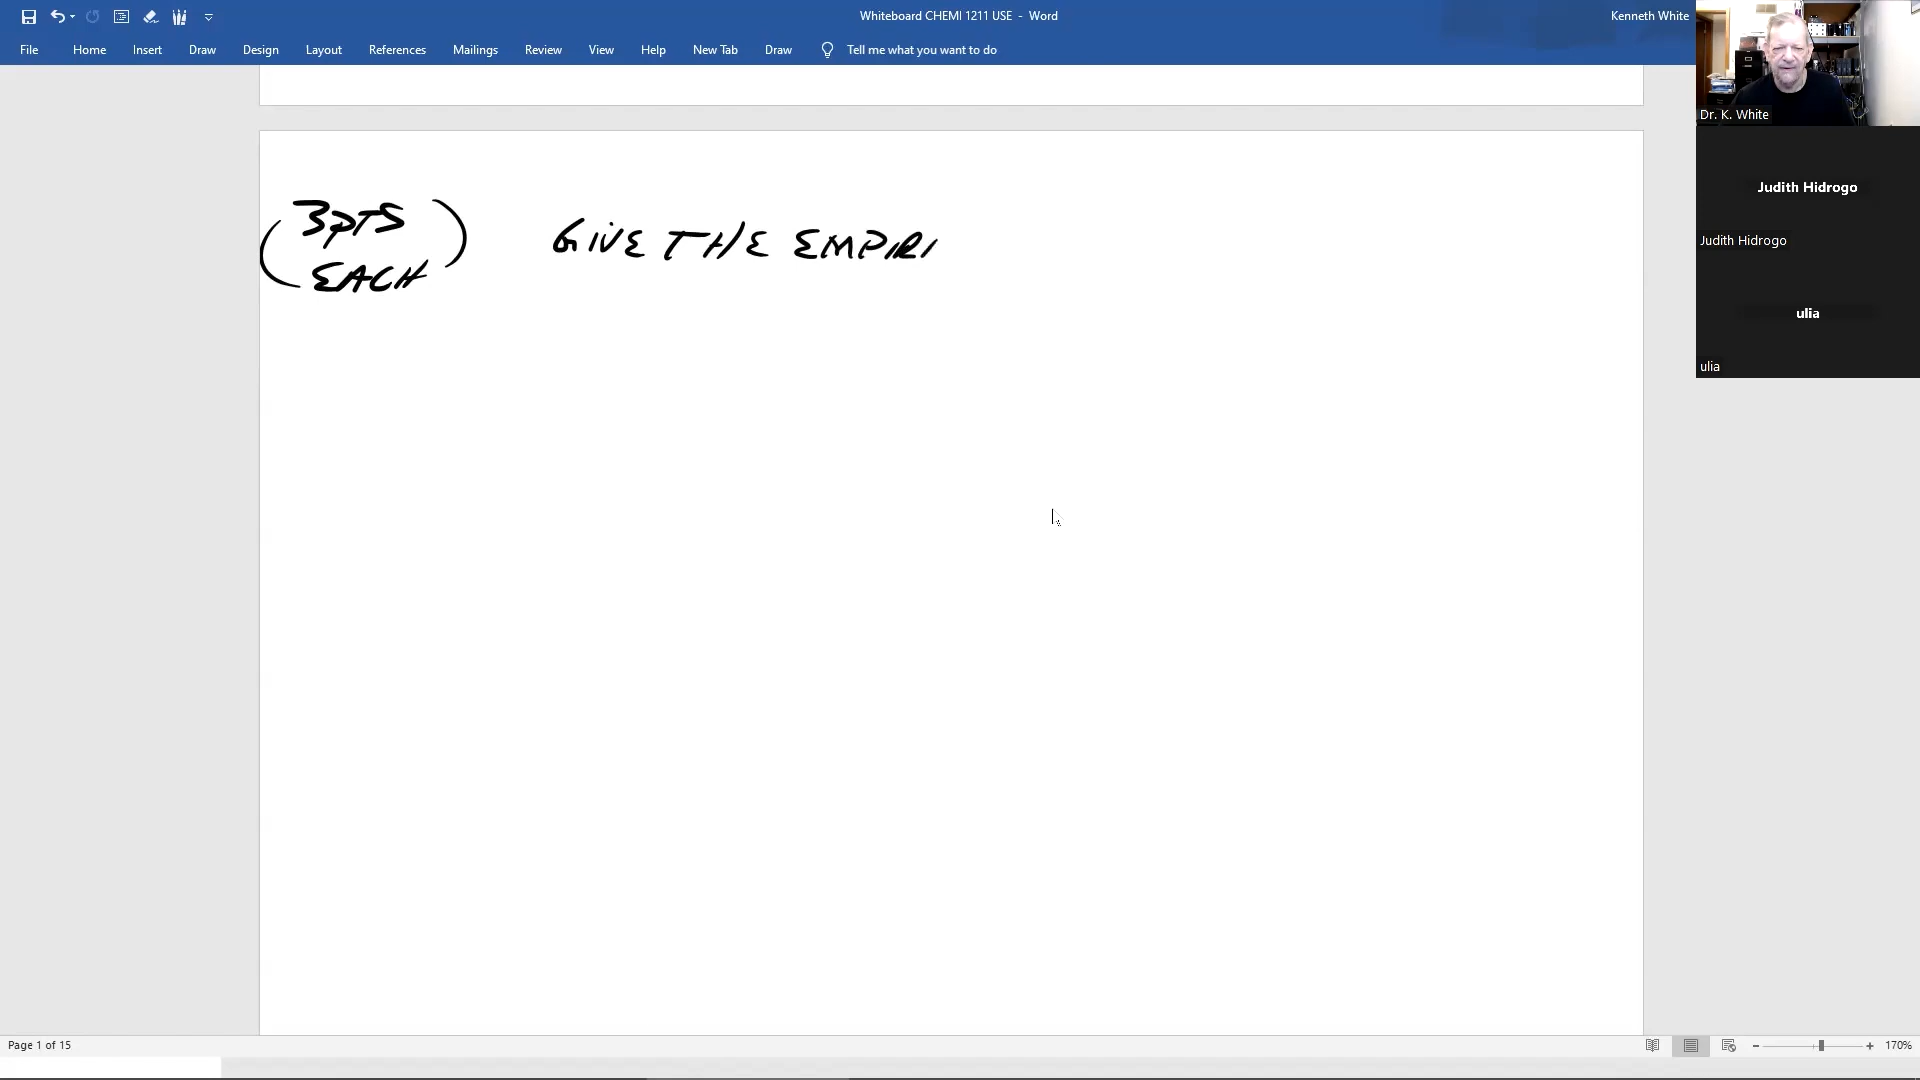 Whiteboard CHEMI 1211 USE - Word
Kenneth White
File Home Insert Draw Design Layout References Mailings Review View Help New Tab Draw Tell me what you want to do
Dr. K. White
Judith Hidrogo
Judith Hidrogo
ulia
ulia
(3PTS
EACH)
GIVE THE EMPIRI
Page 1 of 15
170%